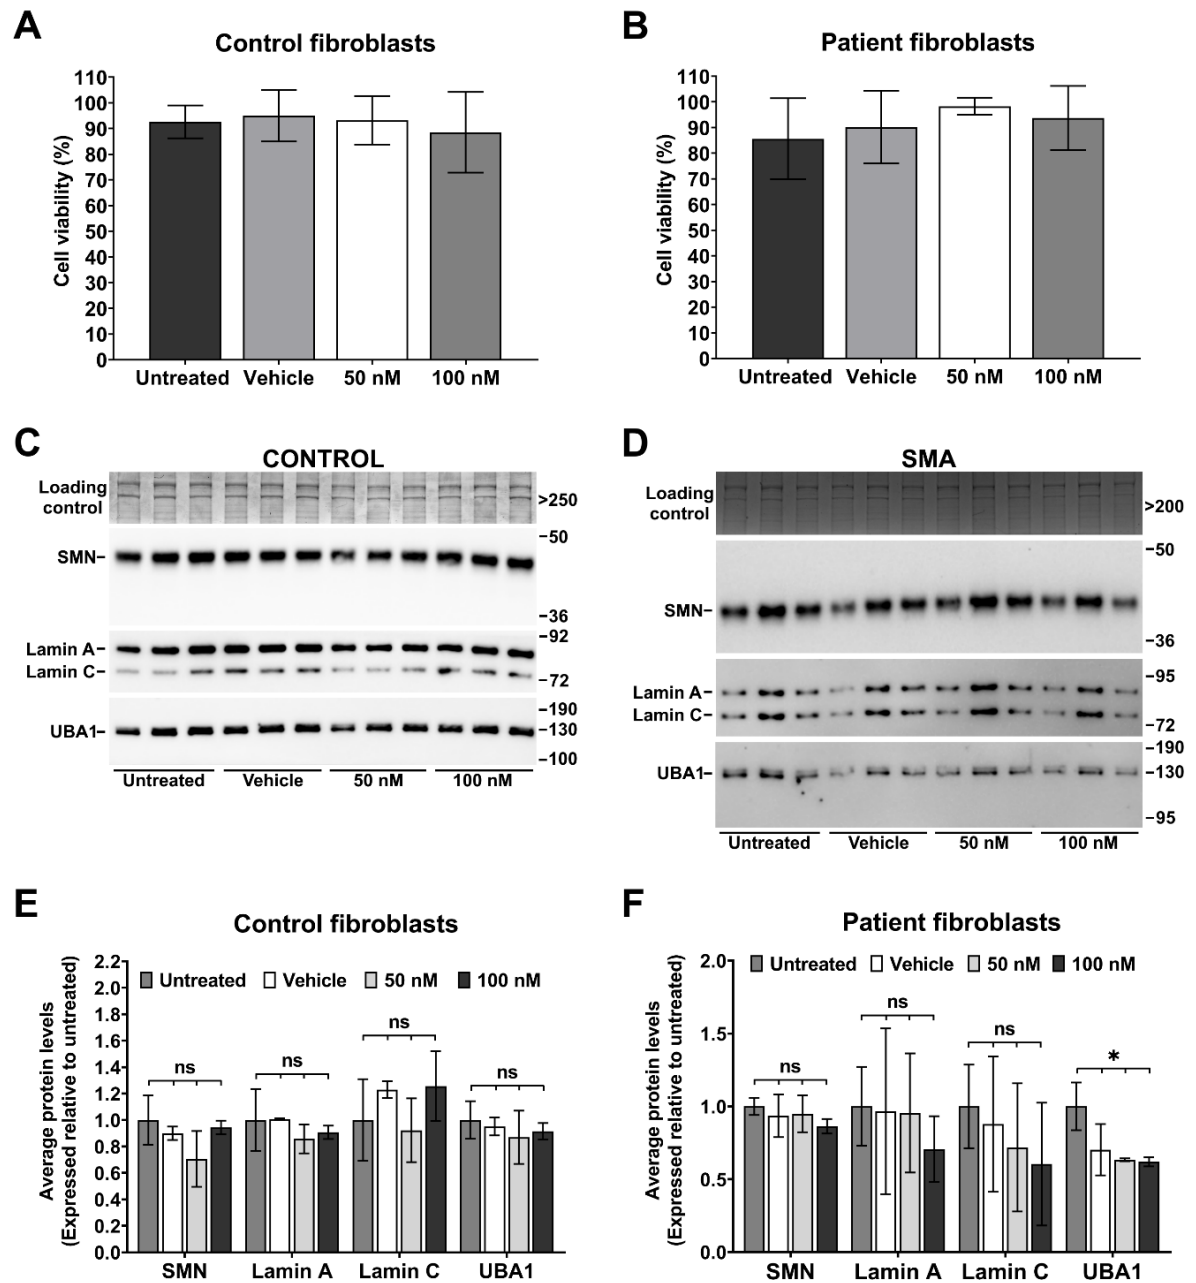 A
Control fibroblasts
Cell viability (%)
110
100
90
80
70
60
50
40
30
20
10
0
Untreated Vehicle 50 nM 100 nM
B
Patient fibroblasts
Cell viability (%)
110
100
90
80
70
60
50
40
30
20
10
0
Untreated Vehicle 50 nM 100 nM
C
CONTROL
Loading
control
>250
-50
SMN-
-36
-92
Lamin A-
Lamin C-
-72
-190
UBA1-
-130
-100
Untreated Vehicle 50 nM 100 nM
D
SMA
Loading
control
>200
-50
SMN-
-36
-95
Lamin A-
Lamin C-
-72
-190
UBA1-
-130
-95
Untreated Vehicle 50 nM 100 nM
E
Control fibroblasts
Average protein levels
(Expressed relative to untreated)
2.2
2.0
1.8
1.6
1.4
1.2
1.0
0.8
0.6
0.4
0.2
0.0
Untreated Vehicle 50 nM 100 nM
ns
ns
ns
ns
SMN Lamin A Lamin C UBA1
F
Patient fibroblasts
Average protein levels
(Expressed relative to untreated)
2.0
1.5
1.0
0.5
0.0
Untreated Vehicle 50 nM 100 nM
ns
ns
ns
*
SMN Lamin A Lamin C UBA1